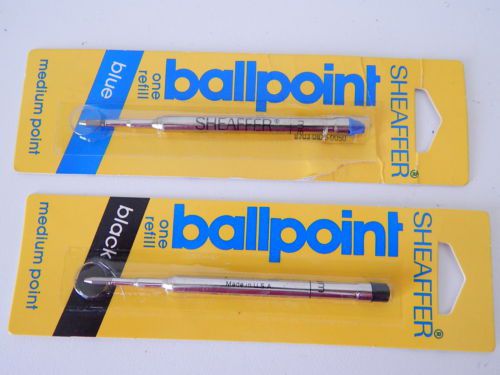 blue
medium point
one
refill
ballpoint
SHEAFFER®
SHEAFFER®
black
medium point
one
refill
ballpoint
SHEAFFER®
Made in U.S.A.
m